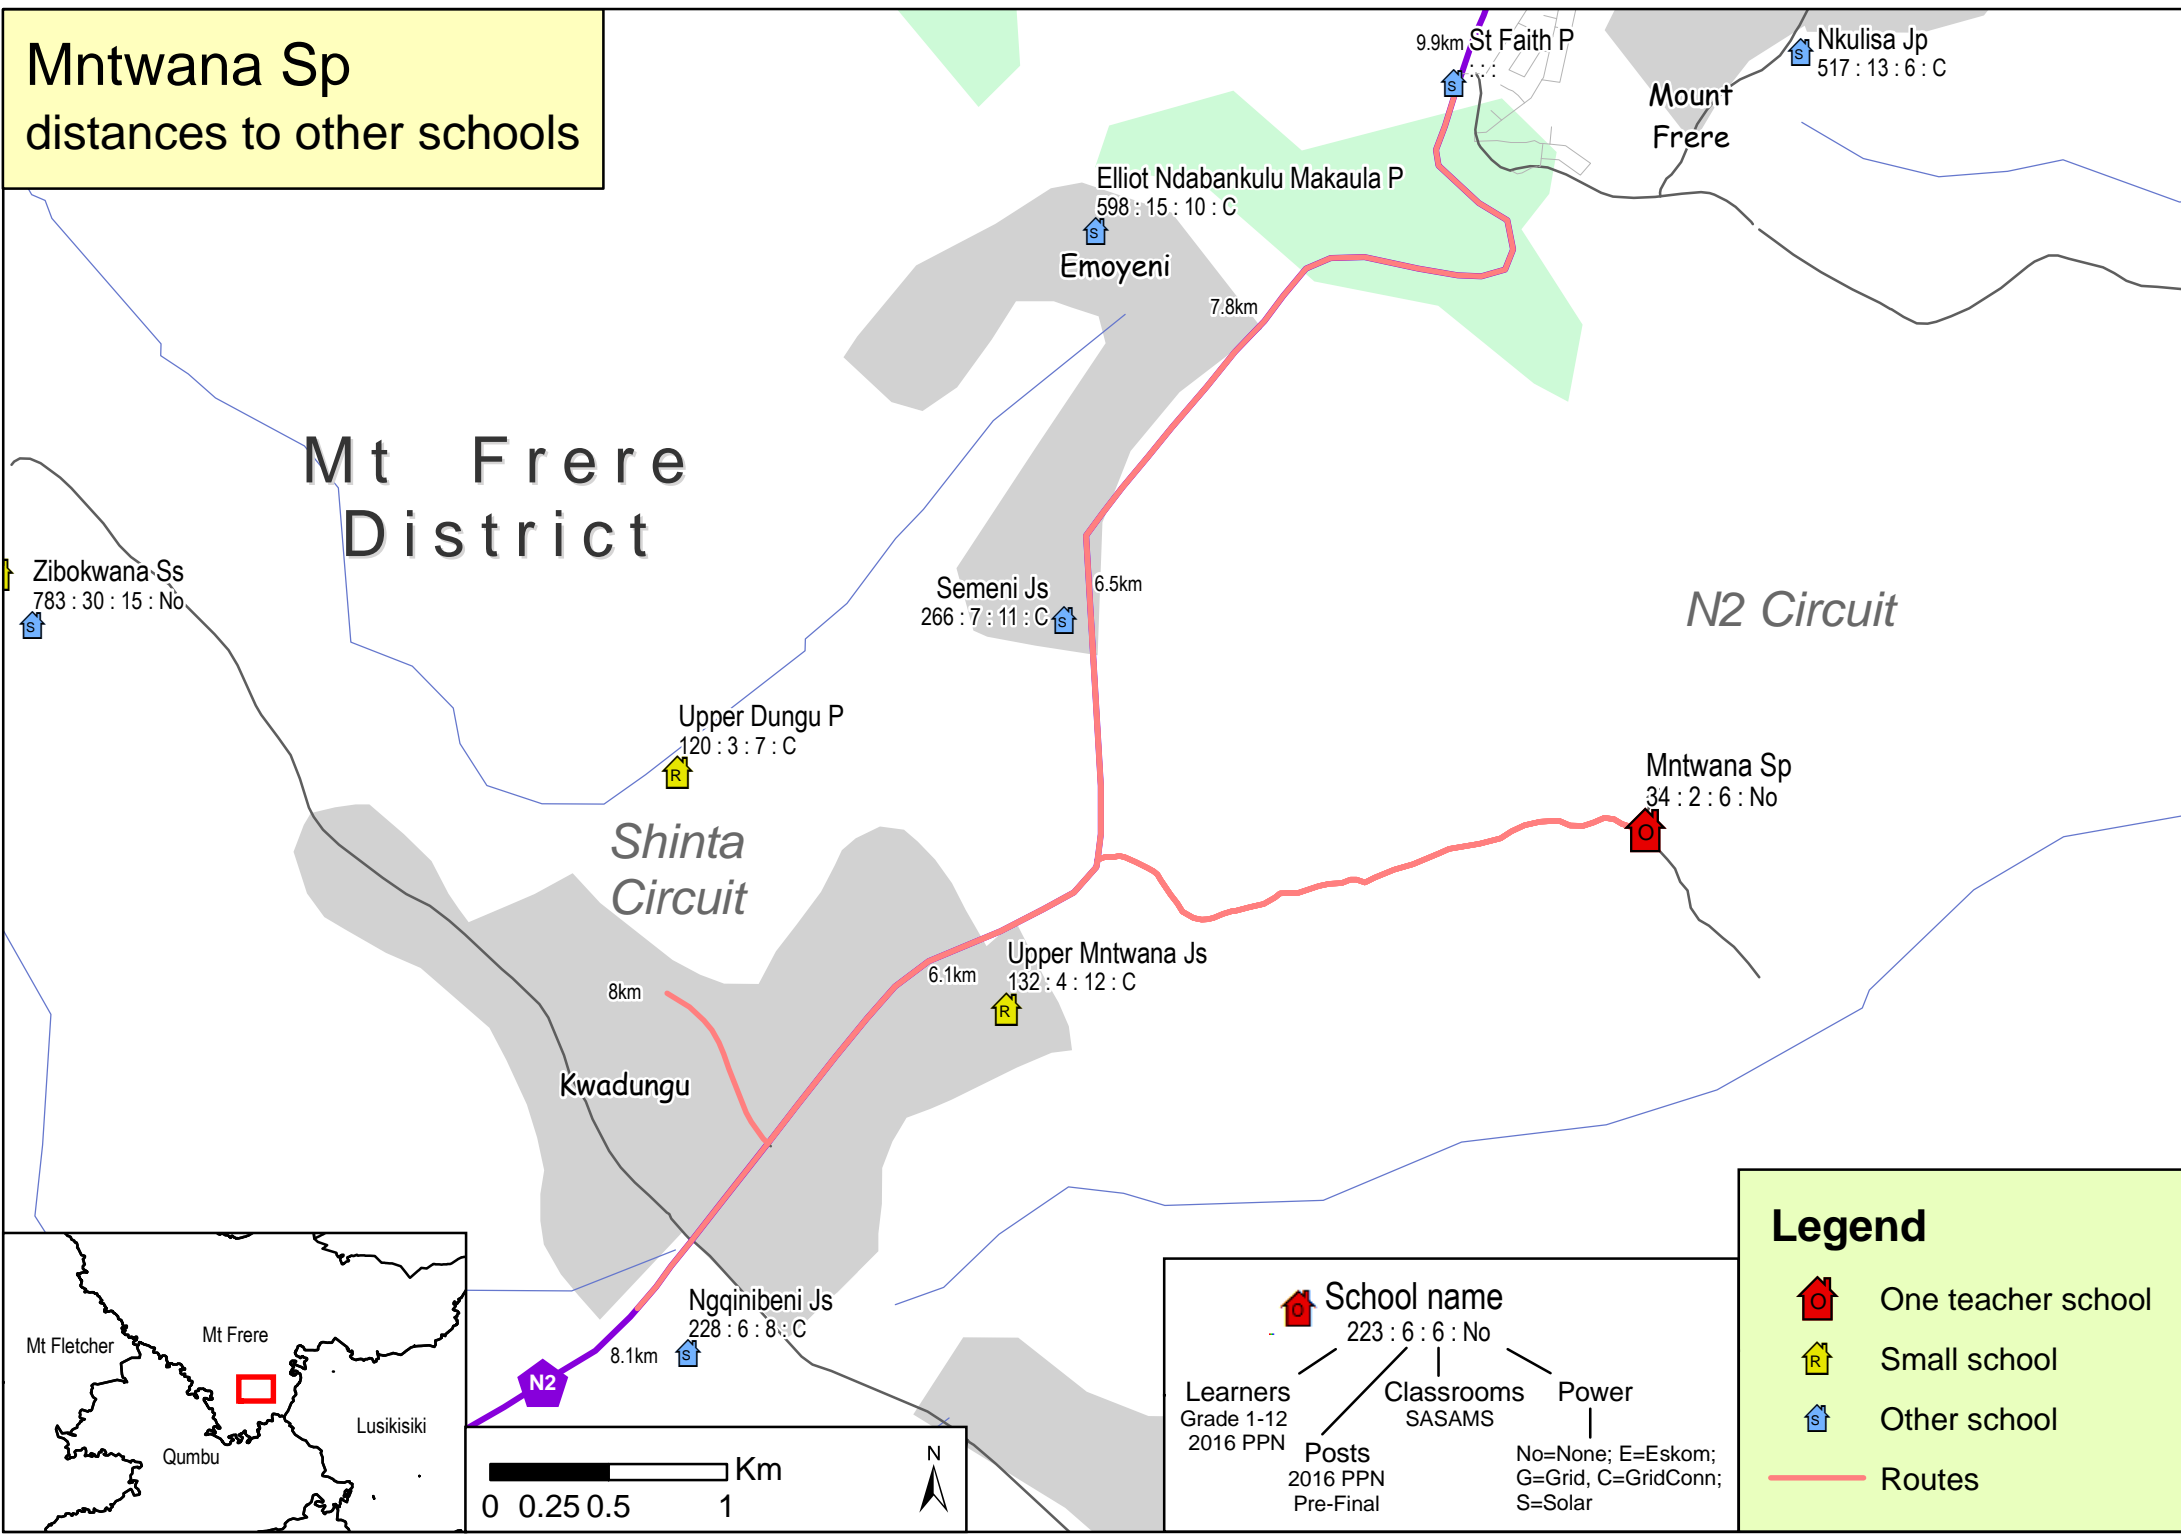 Mntwana Sp
distances to other schools
9.9km
St Faith P
: : :
S
Nkulisa Jp
517 : 13 : 6 : C
S
Mount
Frere
Elliot Ndabankulu Makaula P
598 : 15 : 10 : C
S
Emoyeni
7.8km
Mt Frere
District
Zibokwana Ss
783 : 30 : 15 : No
S
Semeni Js
266 : 7 : 11 : C
S
6.5km
N2 Circuit
Upper Dungu P
120 : 3 : 7 : C
R
Mntwana Sp
34 : 2 : 6 : No
O
Shinta
Circuit
Upper Mntwana Js
132 : 4 : 12 : C
R
6.1km
8km
Kwadungu
Ngqinibeni Js
228 : 6 : 8 : C
S
8.1km
N2
Mt Fletcher
Mt Frere
Lusikisiki
Qumbu
Km
0 0.25 0.5 1
N
O
School name
223 : 6 : 6 : No
Learners
Grade 1-12
2016 PPN
Posts
2016 PPN
Pre-Final
Classrooms
SASAMS
Power
No=None; E=Eskom;
G=Grid, C=GridConn;
S=Solar
Legend
O One teacher school
R Small school
S Other school
Routes